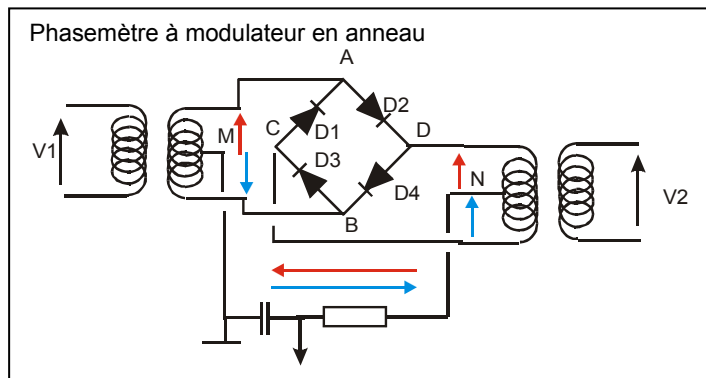 Phasemètre à modulateur en anneau
A
D2
M
C
D1
D
V1
D3
N
D4
V2
B